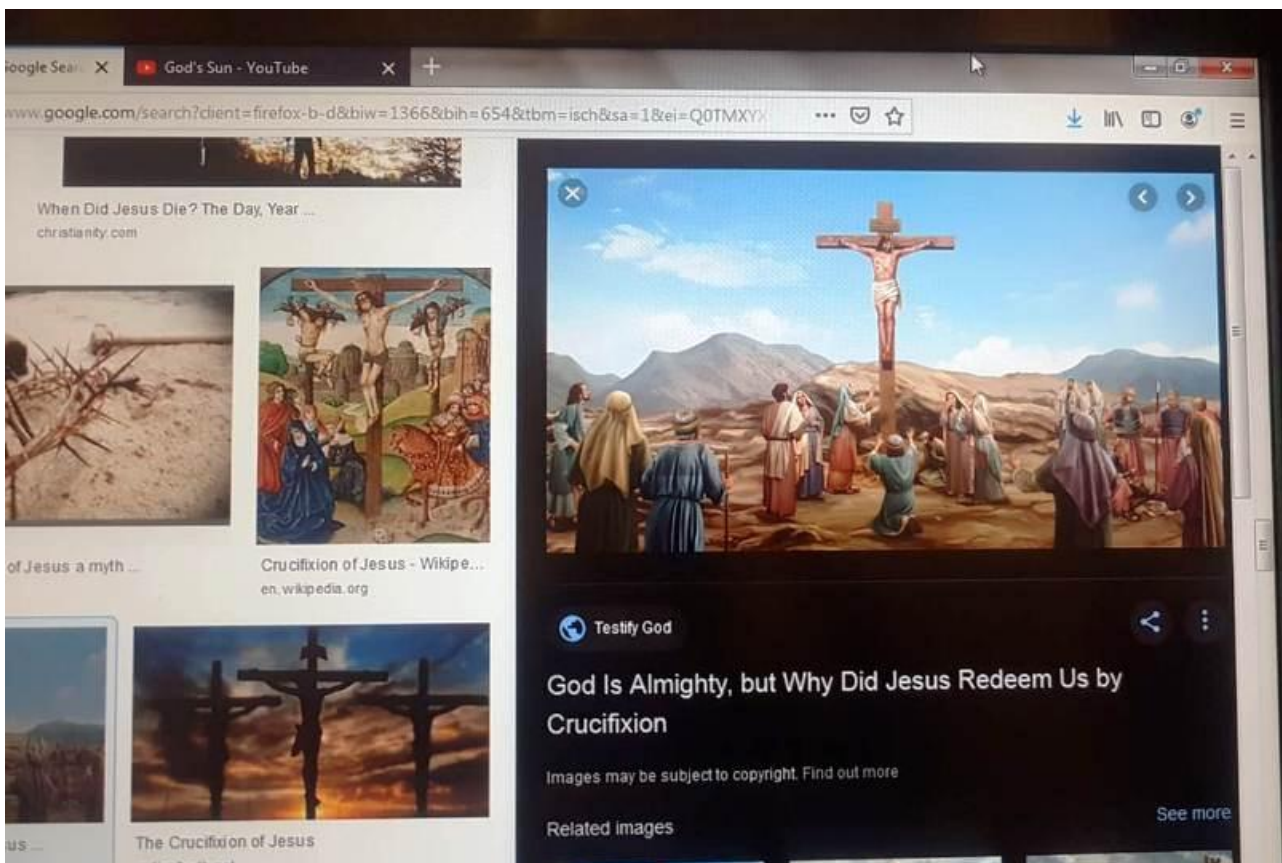 Google Sear
God's Sun - YouTube
www.google.com/search?client=firefox-b-d&biw=1366&bih=654&tbm=isch&sa=1&ei=Q0TMXYX
When Did Jesus Die? The Day, Year ...
christianity.com
of Jesus a myth ...
Crucifixion of Jesus - Wikipe...
en.wikipedia.org
The Crucifixion of Jesus
Testify God
God Is Almighty, but Why Did Jesus Redeem Us by
Crucifixion
Images may be subject to copyright. Find out more
Related images
See more